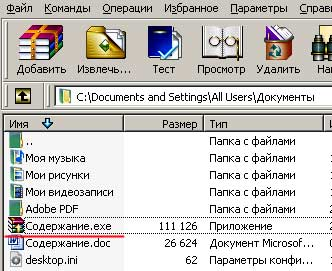 Файл Команды Операции Избранное Параметры Справка
Добавить Извлечь... Тест Просмотр Удалить
C:\Documents and Settings\All Users\Документы
Имя Размер Тип
.. Папка с файлами
Моя музыка Папка с файлами
Мои рисунки Папка с файлами
Мои видеозаписи Папка с файлами
Adobe PDF Папка с файлами
Содержание.exe 111 126 Приложение
Содержание.doc 26 624 Документ Microsof...
desktop.ini 62 Параметры конфи...